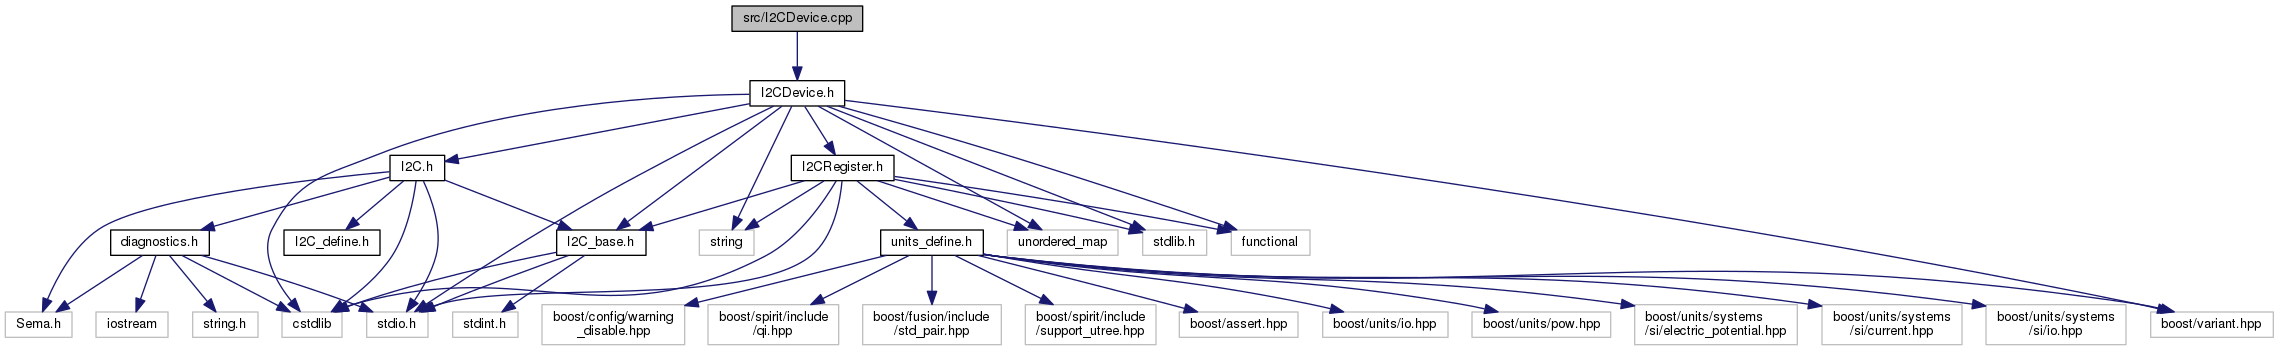 src/I2CDevice.cpp
I2CDevice.h
I2C.h
I2CRegister.h
diagnostics.h
I2C_define.h
I2C_base.h
string
units_define.h
unordered_map
stdlib.h
functional
Sema.h
iostream
string.h
cstdlib
stdio.h
stdint.h
boost/config/warning
_disable.hpp
boost/spirit/include
/qi.hpp
boost/fusion/include
/std_pair.hpp
boost/spirit/include
/support_utree.hpp
boost/assert.hpp
boost/units/io.hpp
boost/units/pow.hpp
boost/units/systems
/si/electric_potential.hpp
boost/units/systems
/si/current.hpp
boost/units/systems
/si/io.hpp
boost/variant.hpp